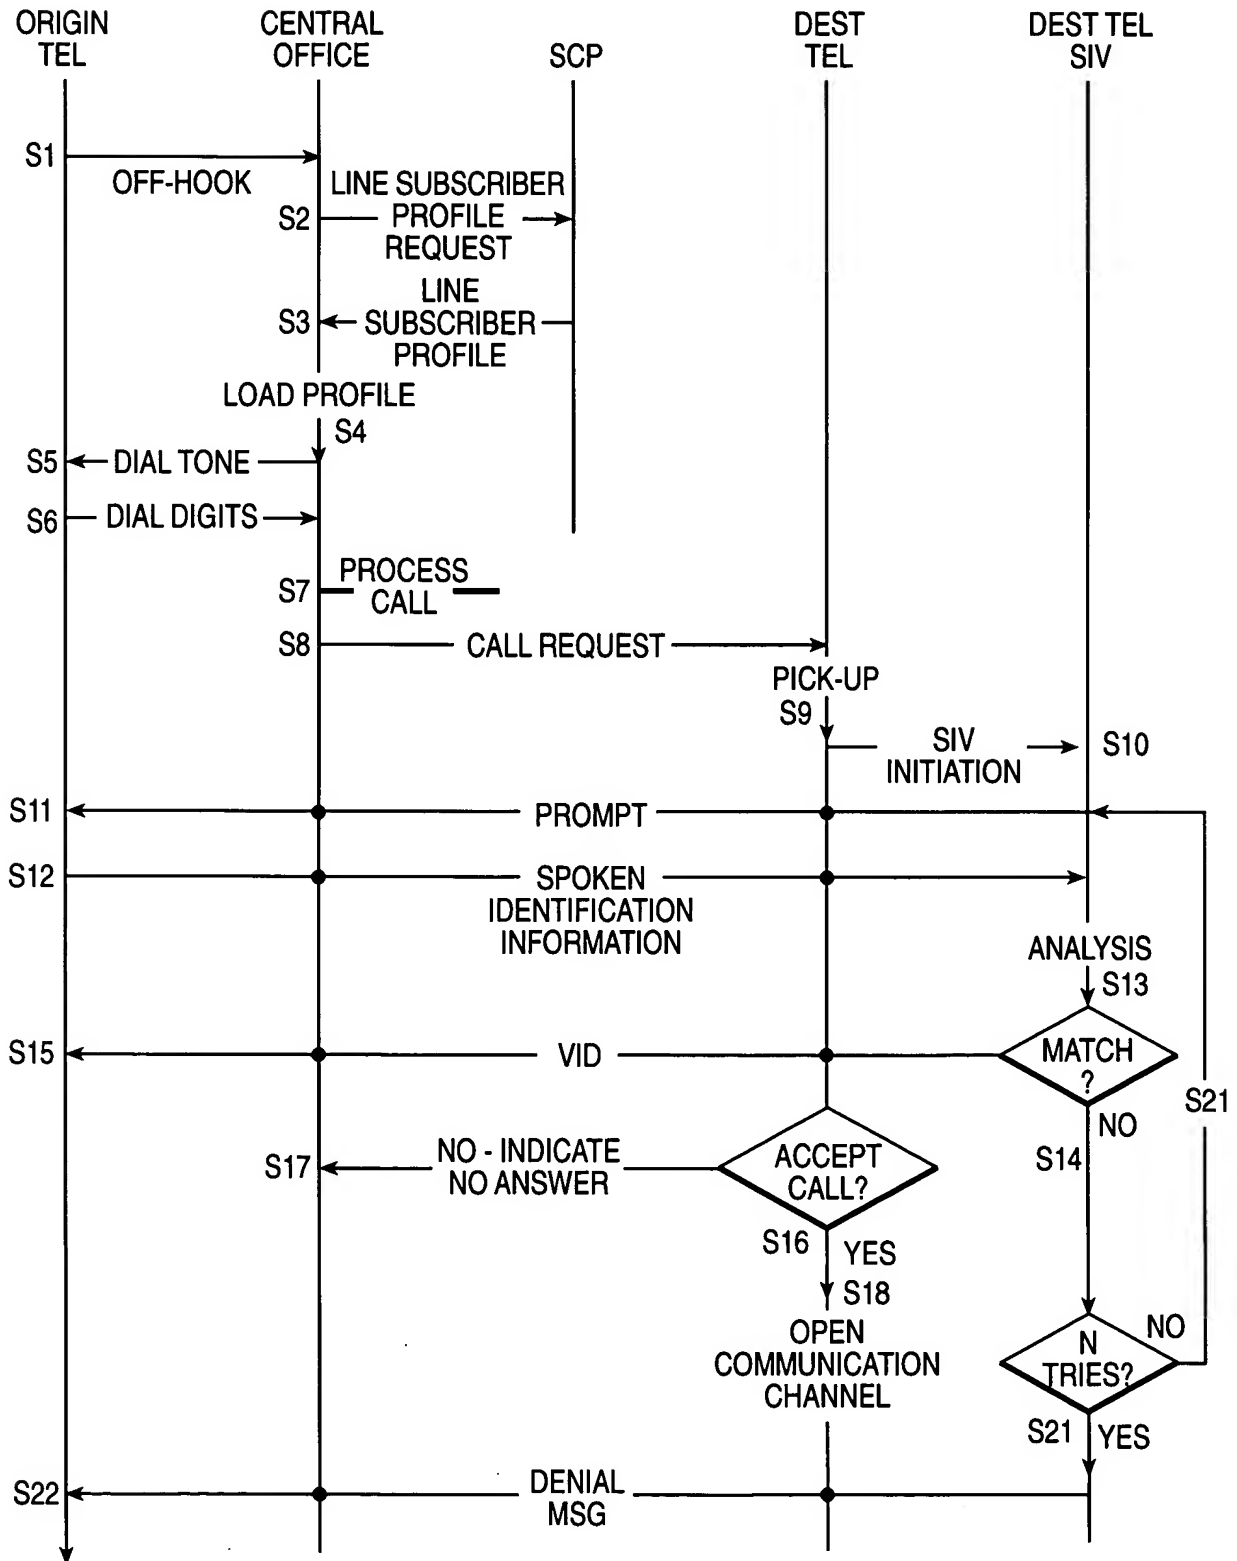 ORIGIN
TEL
CENTRAL
OFFICE
SCP
DEST
TEL
DEST TEL
SIV
S1
OFF-HOOK
S2
LINE SUBSCRIBER
PROFILE
REQUEST
S3
LINE
SUBSCRIBER
PROFILE
LOAD PROFILE
S4
S5
DIAL TONE
S6
DIAL DIGITS
S7
PROCESS
CALL
S8
CALL REQUEST
PICK-UP
S9
SIV
INITIATION
S10
S11
PROMPT
S12
SPOKEN
IDENTIFICATION
INFORMATION
ANALYSIS
S13
S15
VID
MATCH
?
S21
NO
S14
S17
NO - INDICATE
NO ANSWER
ACCEPT
CALL?
S16
YES
S18
OPEN
COMMUNICATION
CHANNEL
N
TRIES?
NO
S21
YES
S22
DENIAL
MSG